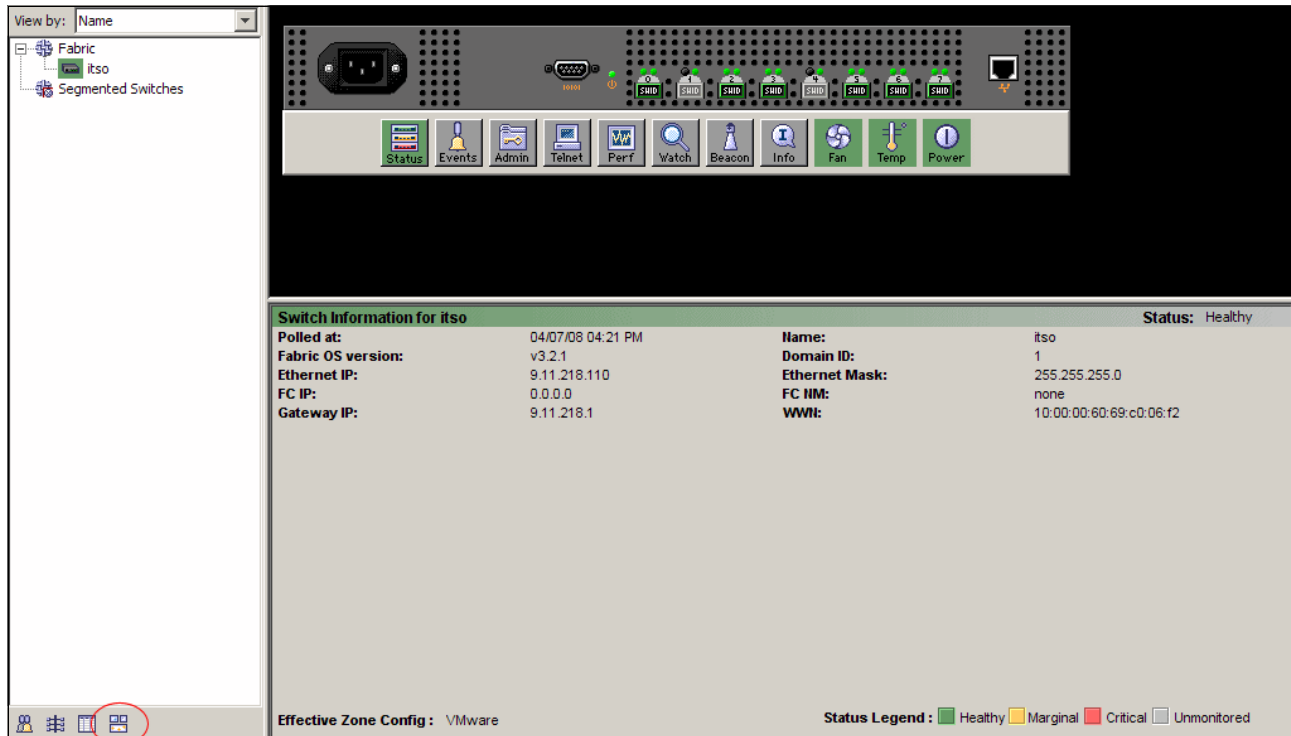 View by: Name
Fabric
itso
Segmented Switches
10101
0 1 2 3 4 5 6 7
SWID SWID SWID SWID SWID SWID SWID SWID
Status Events Admin Telnet Perf Watch Beacon Info Fan Temp Power
Switch Information for itso Status: Healthy
Polled at: 04/07/08 04:21 PM Name: itso
Fabric OS version: v3.2.1 Domain ID: 1
Ethernet IP: 9.11.218.110 Ethernet Mask: 255.255.255.0
FC IP: 0.0.0.0 FC NM: none
Gateway IP: 9.11.218.1 WWN: 10:00:00:60:69:c0:06:f2
Effective Zone Config : VMware Status Legend : Healthy Marginal Critical Unmonitored